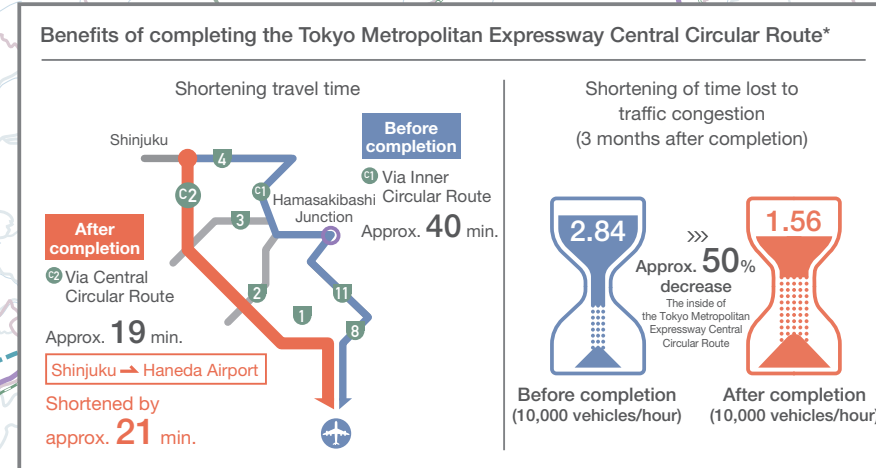 Benefits of completing the Tokyo Metropolitan Expressway Central Circular Route*
Shortening travel time
Shinjuku
4
C2
C1
3
Hamasakibashi
Junction
2
11
1
8
Before
completion
C1 Via Inner
Circular Route
Approx. 40 min.
After
completion
C2 Via Central
Circular Route
Approx. 19 min.
Shinjuku → Haneda Airport
Shortened by
approx. 21 min.
Shortening of time lost to
traffic congestion
(3 months after completion)
2.84
>>>
Approx. 50%
decrease
The inside of
the Tokyo Metropolitan
Expressway Central
Circular Route
1.56
Before completion
(10,000 vehicles/hour)
After completion
(10,000 vehicles/hour)